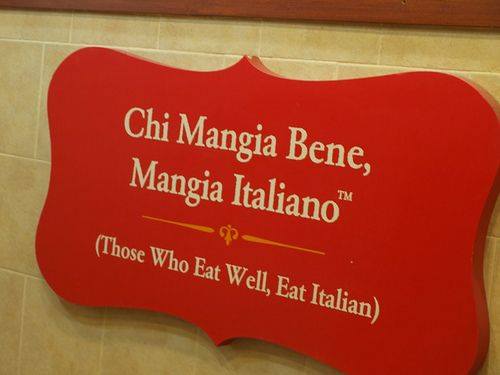 Chi Mangia Bene,
Mangia Italiano™
(Those Who Eat Well, Eat Italian)